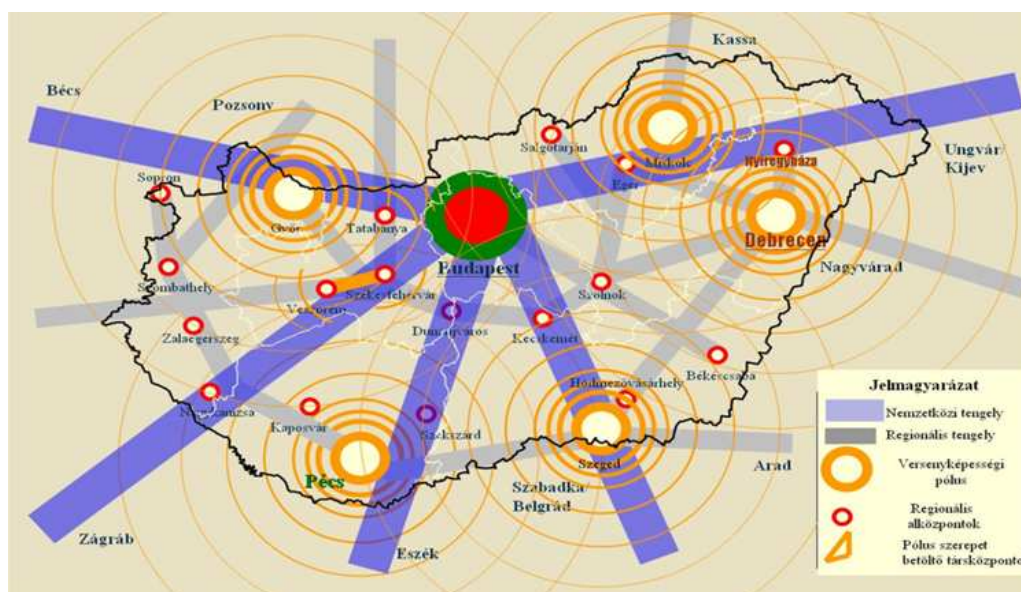 Kassa
Bécs
Pozsony
Salgótarján
Miskolc
Nyíregyháza
Ungvár/
Kijev
Eger
Sopron
Győr
Tatabánya
Debrecen
Budapest
Nagyvárad
Szombathely
Székesfehérvár
Veszprém
Szolnok
Dunaújváros
Kecskemét
Zalaegerszeg
Békéscsaba
Hódmezővásárhely
Nagykanizsa
Kaposvár
Szekszárd
Szeged
Arad
Pécs
Szabadka/
Belgrád
Zágráb
Eszék
Jelmagyarázat
Nemzetközi tengely
Regionális tengely
Versenyképességi
pólus
Regionális
alközpontok
Pólus szerepet
betöltő társközponto